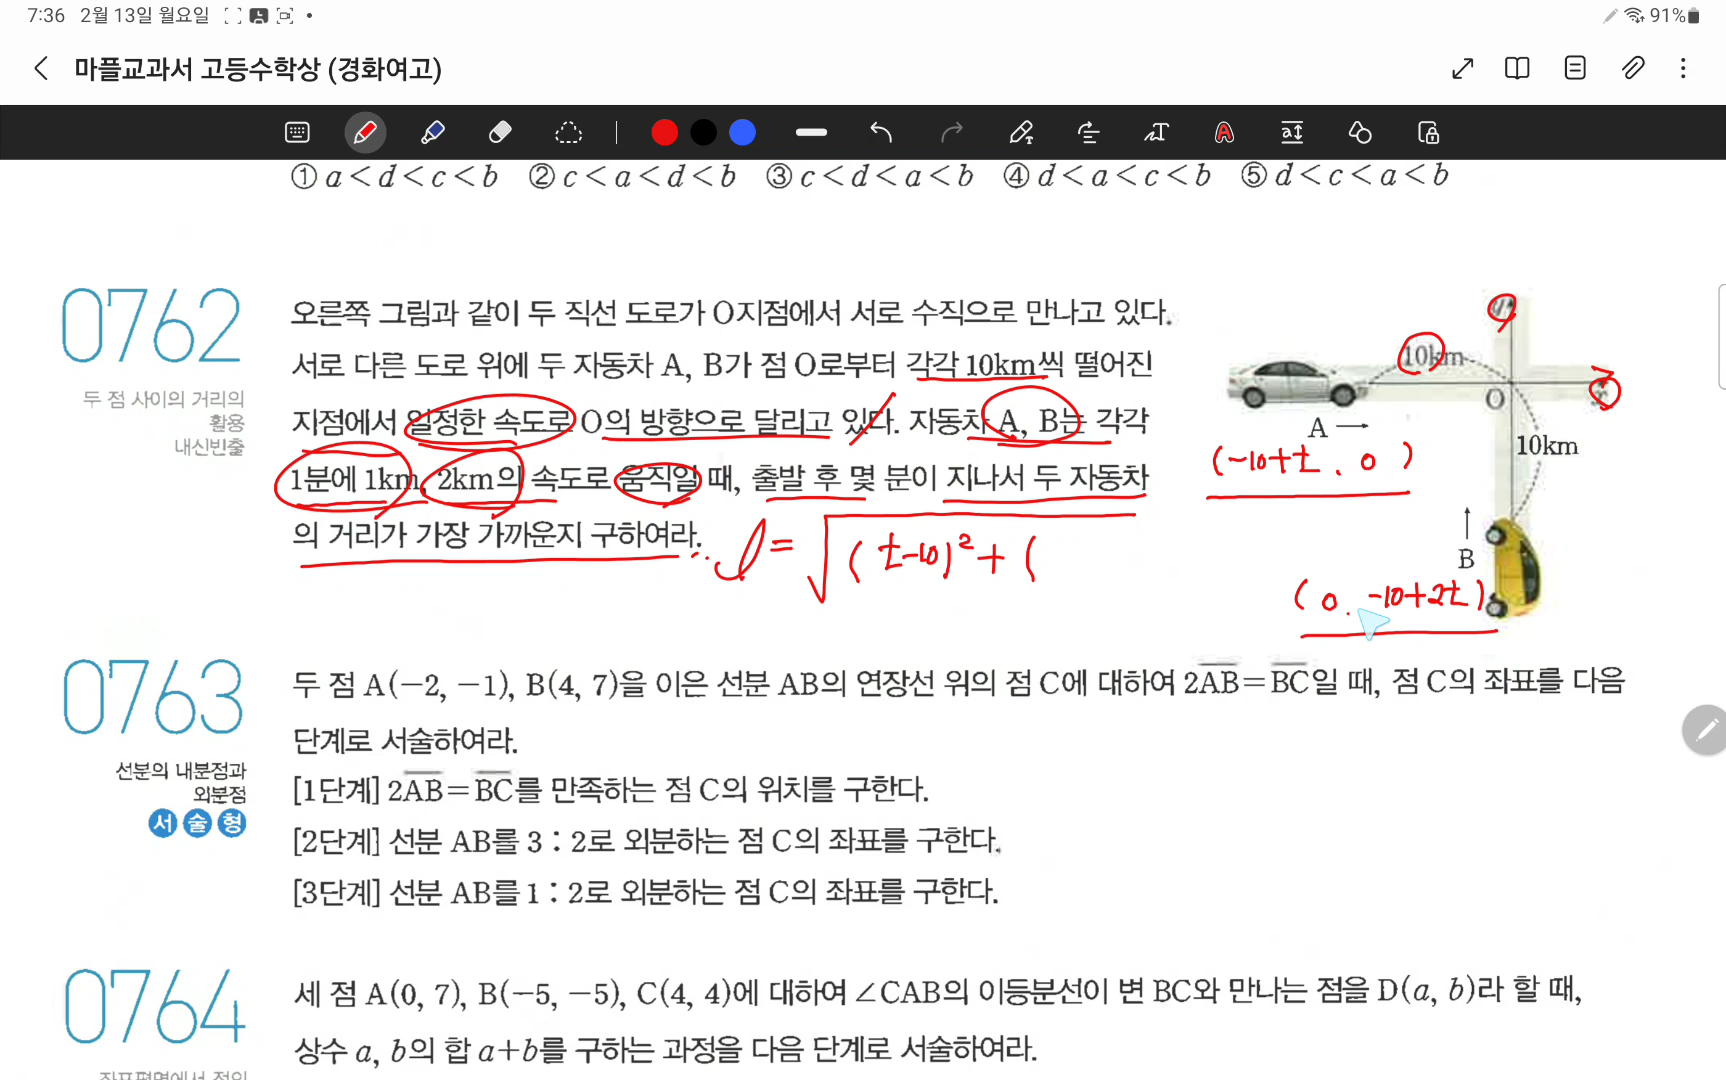 7:36 2월 13일 월요일
91%
마플교과서 고등수학상 (경화여고)
① a<d<c<b ② c<a<d<b ③ c<d<a<b ④ d<a<c<b ⑤ d<c<a<b
0762
두 점 사이의 거리의
활용
내신빈출
오른쪽 그림과 같이 두 직선 도로가 O지점에서 서로 수직으로 만나고 있다.
서로 다른 도로 위에 두 자동차 A, B가 점 O로부터 각각 10km씩 떨어진
지점에서 일정한 속도로 O의 방향으로 달리고 있다. 자동차 A, B는 각각
1분에 1km, 2km의 속도로 움직일 때, 출발 후 몇 분이 지나서 두 자동차
의 거리가 가장 가까운지 구하여라.
l = √(t-10)²+(
y
10km
O
x
A →
(-10+t, 0)
10km
↑
B
(0, -10+2t)
0763
선분의 내분점과
외분점
서 술 형
두 점 A(−2, −1), B(4, 7)을 이은 선분 AB의 연장선 위의 점 C에 대하여 2A̅B̅=B̅C̅일 때, 점 C의 좌표를 다음
단계로 서술하여라.
[1단계] 2A̅B̅=B̅C̅를 만족하는 점 C의 위치를 구한다.
[2단계] 선분 AB를 3 : 2로 외분하는 점 C의 좌표를 구한다.
[3단계] 선분 AB를 1 : 2로 외분하는 점 C의 좌표를 구한다.
0764
세 점 A(0, 7), B(−5, −5), C(4, 4)에 대하여 ∠CAB의 이등분선이 변 BC와 만나는 점을 D(a, b)라 할 때,
상수 a, b의 합 a+b를 구하는 과정을 다음 단계로 서술하여라.